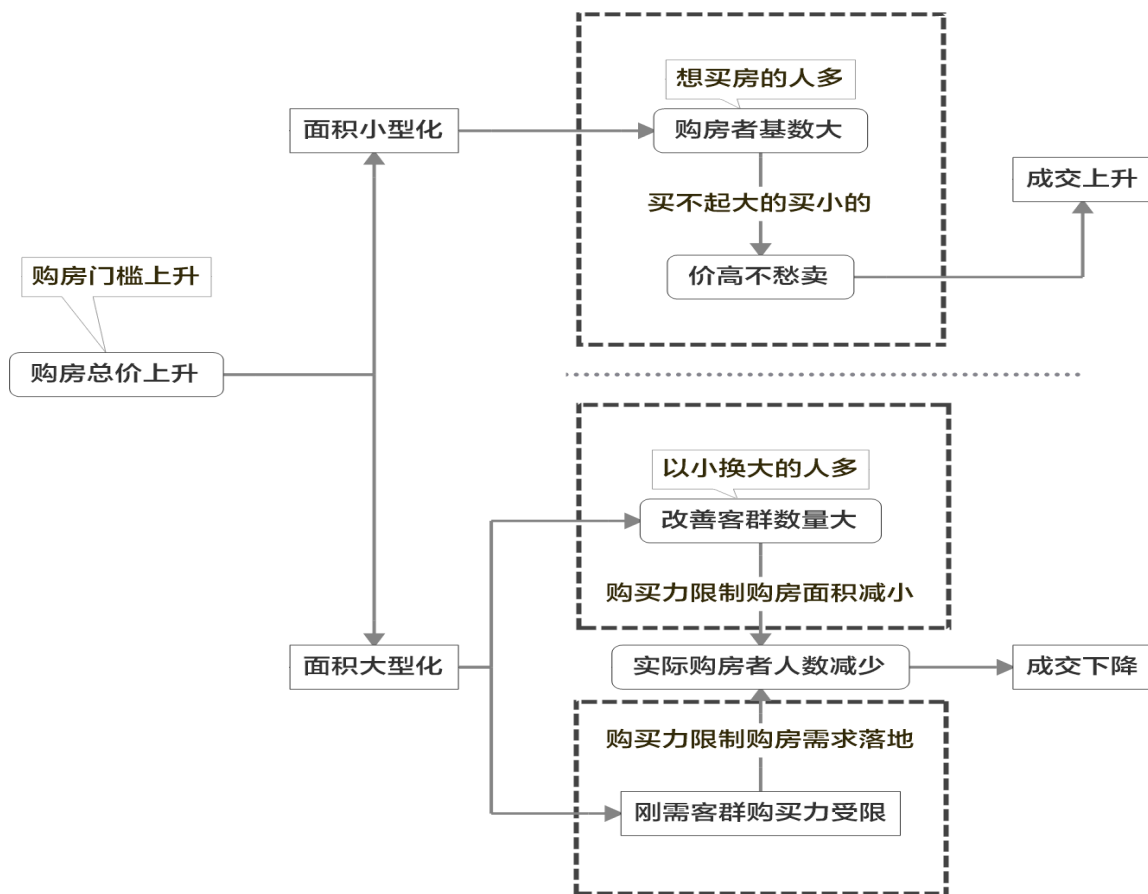 想买房的人多
面积小型化
购房者基数大
买不起大的买小的
成交上升
购房门槛上升
价高不愁卖
购房总价上升
以小换大的人多
改善客群数量大
购买力限制购房面积减小
面积大型化
实际购房者人数减少
成交下降
购买力限制购房需求落地
刚需客群购买力受限